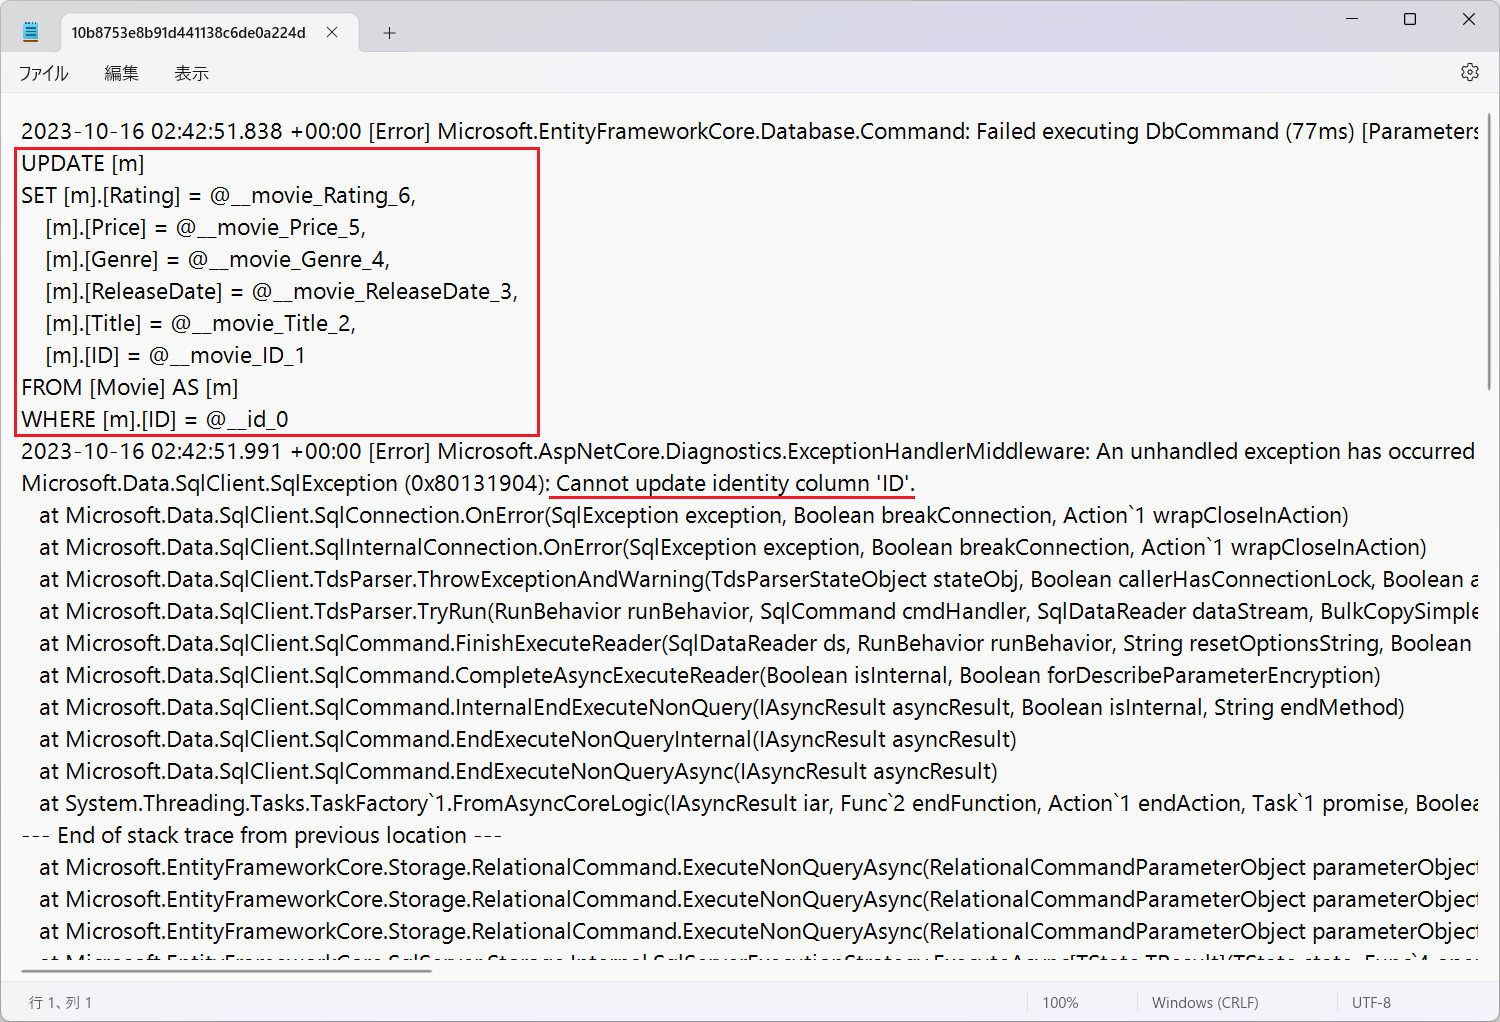 10b8753e8b91d441138c6de0a224d
ファイル 編集 表示
2023-10-16 02:42:51.838 +00:00 [Error] Microsoft.EntityFrameworkCore.Database.Command: Failed executing DbCommand (77ms) [Parameters
UPDATE [m]
SET [m].[Rating] = @__movie_Rating_6,
[m].[Price] = @__movie_Price_5,
[m].[Genre] = @__movie_Genre_4,
[m].[ReleaseDate] = @__movie_ReleaseDate_3,
[m].[Title] = @__movie_Title_2,
[m].[ID] = @__movie_ID_1
FROM [Movie] AS [m]
WHERE [m].[ID] = @__id_0
2023-10-16 02:42:51.991 +00:00 [Error] Microsoft.AspNetCore.Diagnostics.ExceptionHandlerMiddleware: An unhandled exception has occurred
Microsoft.Data.SqlClient.SqlException (0x80131904): Cannot update identity column 'ID'.
at Microsoft.Data.SqlClient.SqlConnection.OnError(SqlException exception, Boolean breakConnection, Action`1 wrapCloseInAction)
at Microsoft.Data.SqlClient.SqlInternalConnection.OnError(SqlException exception, Boolean breakConnection, Action`1 wrapCloseInAction)
at Microsoft.Data.SqlClient.TdsParser.ThrowExceptionAndWarning(TdsParserStateObject stateObj, Boolean callerHasConnectionLock, Boolean a
at Microsoft.Data.SqlClient.TdsParser.TryRun(RunBehavior runBehavior, SqlCommand cmdHandler, SqlDataReader dataStream, BulkCopySimple
at Microsoft.Data.SqlClient.SqlCommand.FinishExecuteReader(SqlDataReader ds, RunBehavior runBehavior, String resetOptionsString, Boolean
at Microsoft.Data.SqlClient.SqlCommand.CompleteAsyncExecuteReader(Boolean isInternal, Boolean forDescribeParameterEncryption)
at Microsoft.Data.SqlClient.SqlCommand.InternalEndExecuteNonQuery(IAsyncResult asyncResult, Boolean isInternal, String endMethod)
at Microsoft.Data.SqlClient.SqlCommand.EndExecuteNonQueryInternal(IAsyncResult asyncResult)
at Microsoft.Data.SqlClient.SqlCommand.EndExecuteNonQueryAsync(IAsyncResult asyncResult)
at System.Threading.Tasks.TaskFactory`1.FromAsyncCoreLogic(IAsyncResult iar, Func`2 endFunction, Action`1 endAction, Task`1 promise, Boolea
--- End of stack trace from previous location ---
at Microsoft.EntityFrameworkCore.Storage.RelationalCommand.ExecuteNonQueryAsync(RelationalCommandParameterObject parameterObject
at Microsoft.EntityFrameworkCore.Storage.RelationalCommand.ExecuteNonQueryAsync(RelationalCommandParameterObject parameterObject
at Microsoft.EntityFrameworkCore.Storage.RelationalCommand.ExecuteNonQueryAsync(RelationalCommandParameterObject parameterObject
行 1、列 1 100% Windows (CRLF) UTF-8